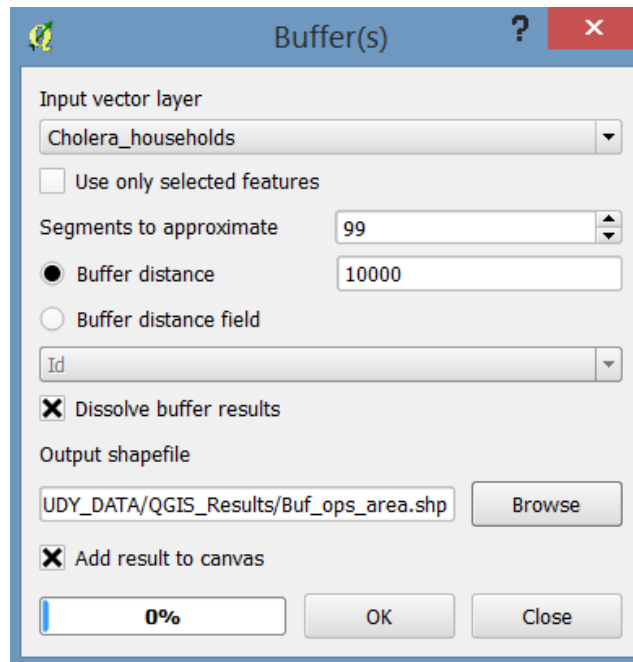 Buffer(s) ?
Input vector layer
Cholera_households
Use only selected features
Segments to approximate 99
Buffer distance 10000
Buffer distance field
Id
Dissolve buffer results
Output shapefile
UDY_DATA/QGIS_Results/Buf_ops_area.shp Browse
Add result to canvas
0% OK Close